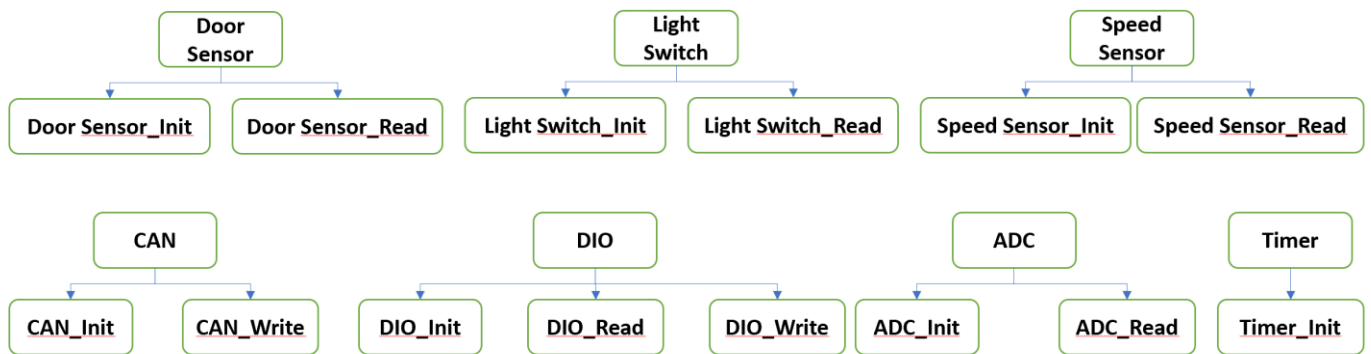 Door
Sensor
Light
Switch
Speed
Sensor
Door Sensor_Init
Door Sensor_Read
Light Switch_Init
Light Switch_Read
Speed Sensor_Init
Speed Sensor_Read
CAN
DIO
ADC
Timer
CAN_Init
CAN_Write
DIO_Init
DIO_Read
DIO_Write
ADC_Init
ADC_Read
Timer_Init